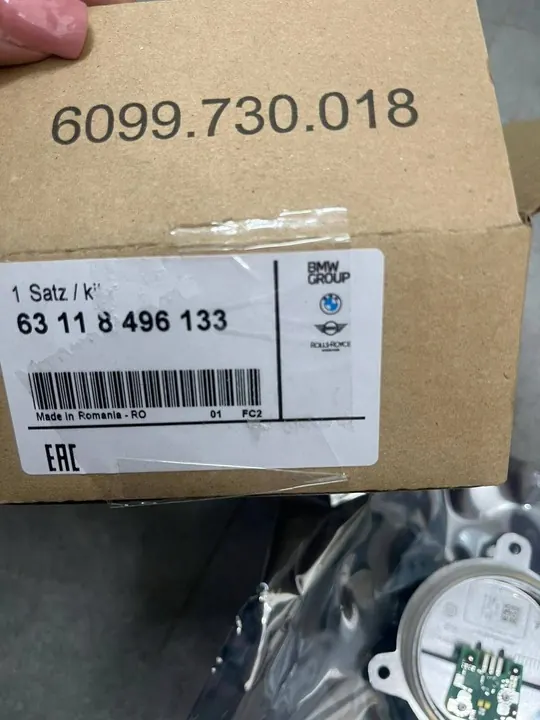 6099.730.018
1 Satz / ki
63 11 8 496 133
BMW
GROUP
ROLLS-ROYCE
Made in Romania - RO 01 FC2
EAC